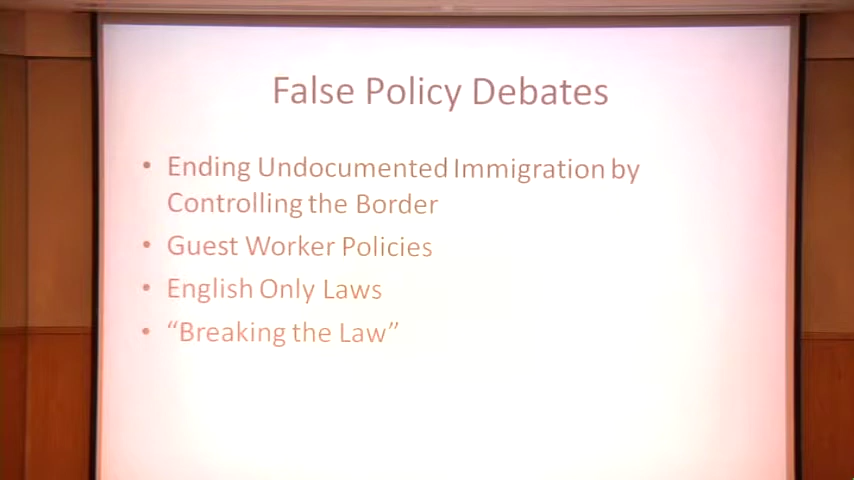 False Policy Debates
• Ending Undocumented Immigration by
Controlling the Border
• Guest Worker Policies
• English Only Laws
• “Breaking the Law”